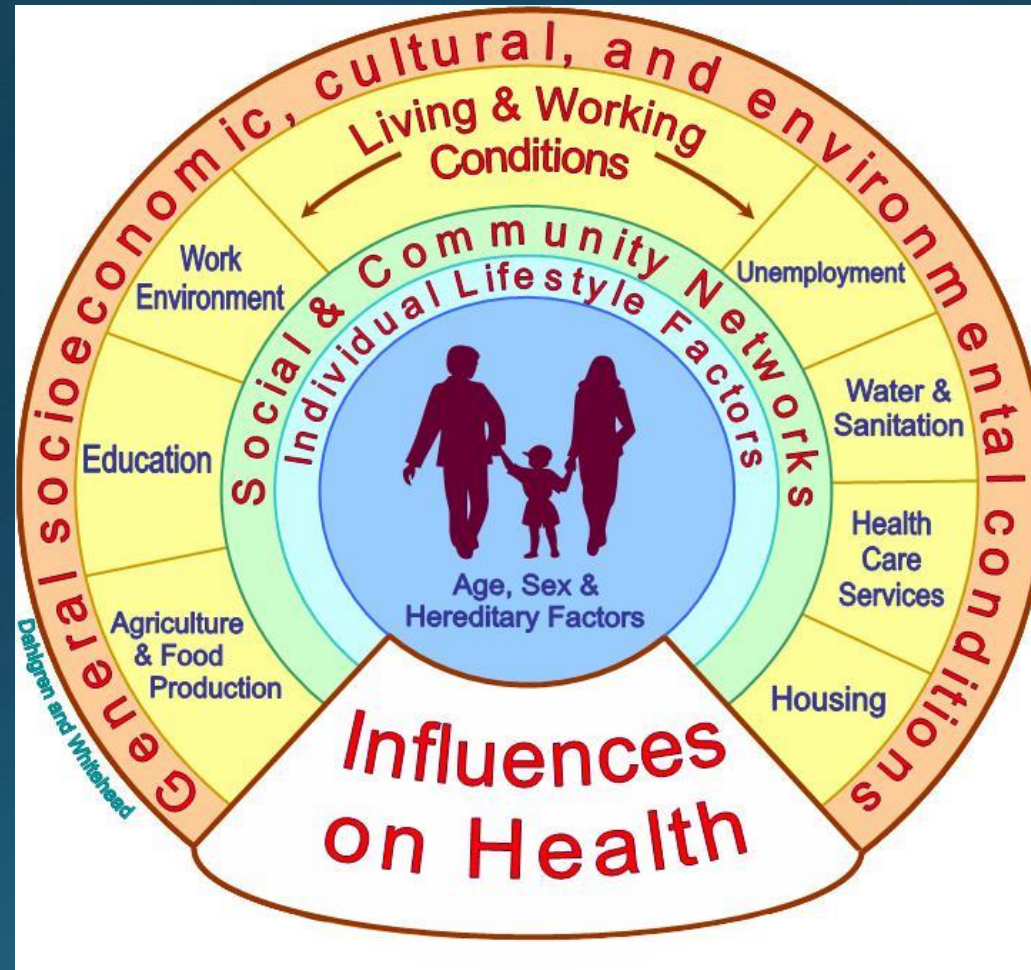 General socioeconomic, cultural, and environmental conditions
Living & Working
Conditions
Social & Community Networks
Individual Lifestyle Factors
Work
Environment
Unemployment
Education
Water &
Sanitation
Agriculture
& Food
Production
Health
Care
Services
Housing
Age, Sex &
Hereditary Factors
Influences
on Health
Dahlgren and Whitehead